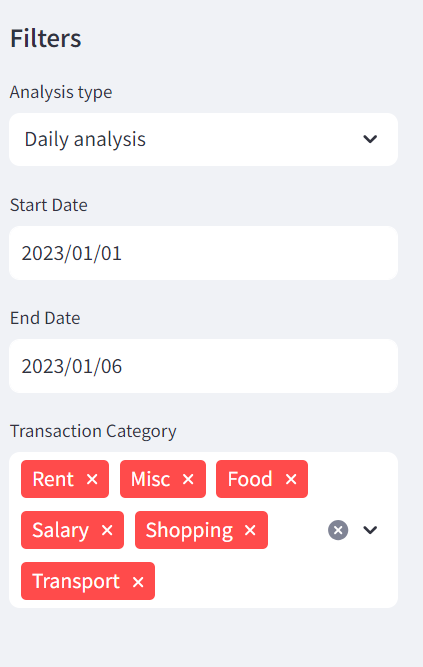 Filters
Analysis type
Daily analysis
Start Date
2023/01/01
End Date
2023/01/06
Transaction Category
Rent × Misc × Food ×
Salary × Shopping ×
Transport ×